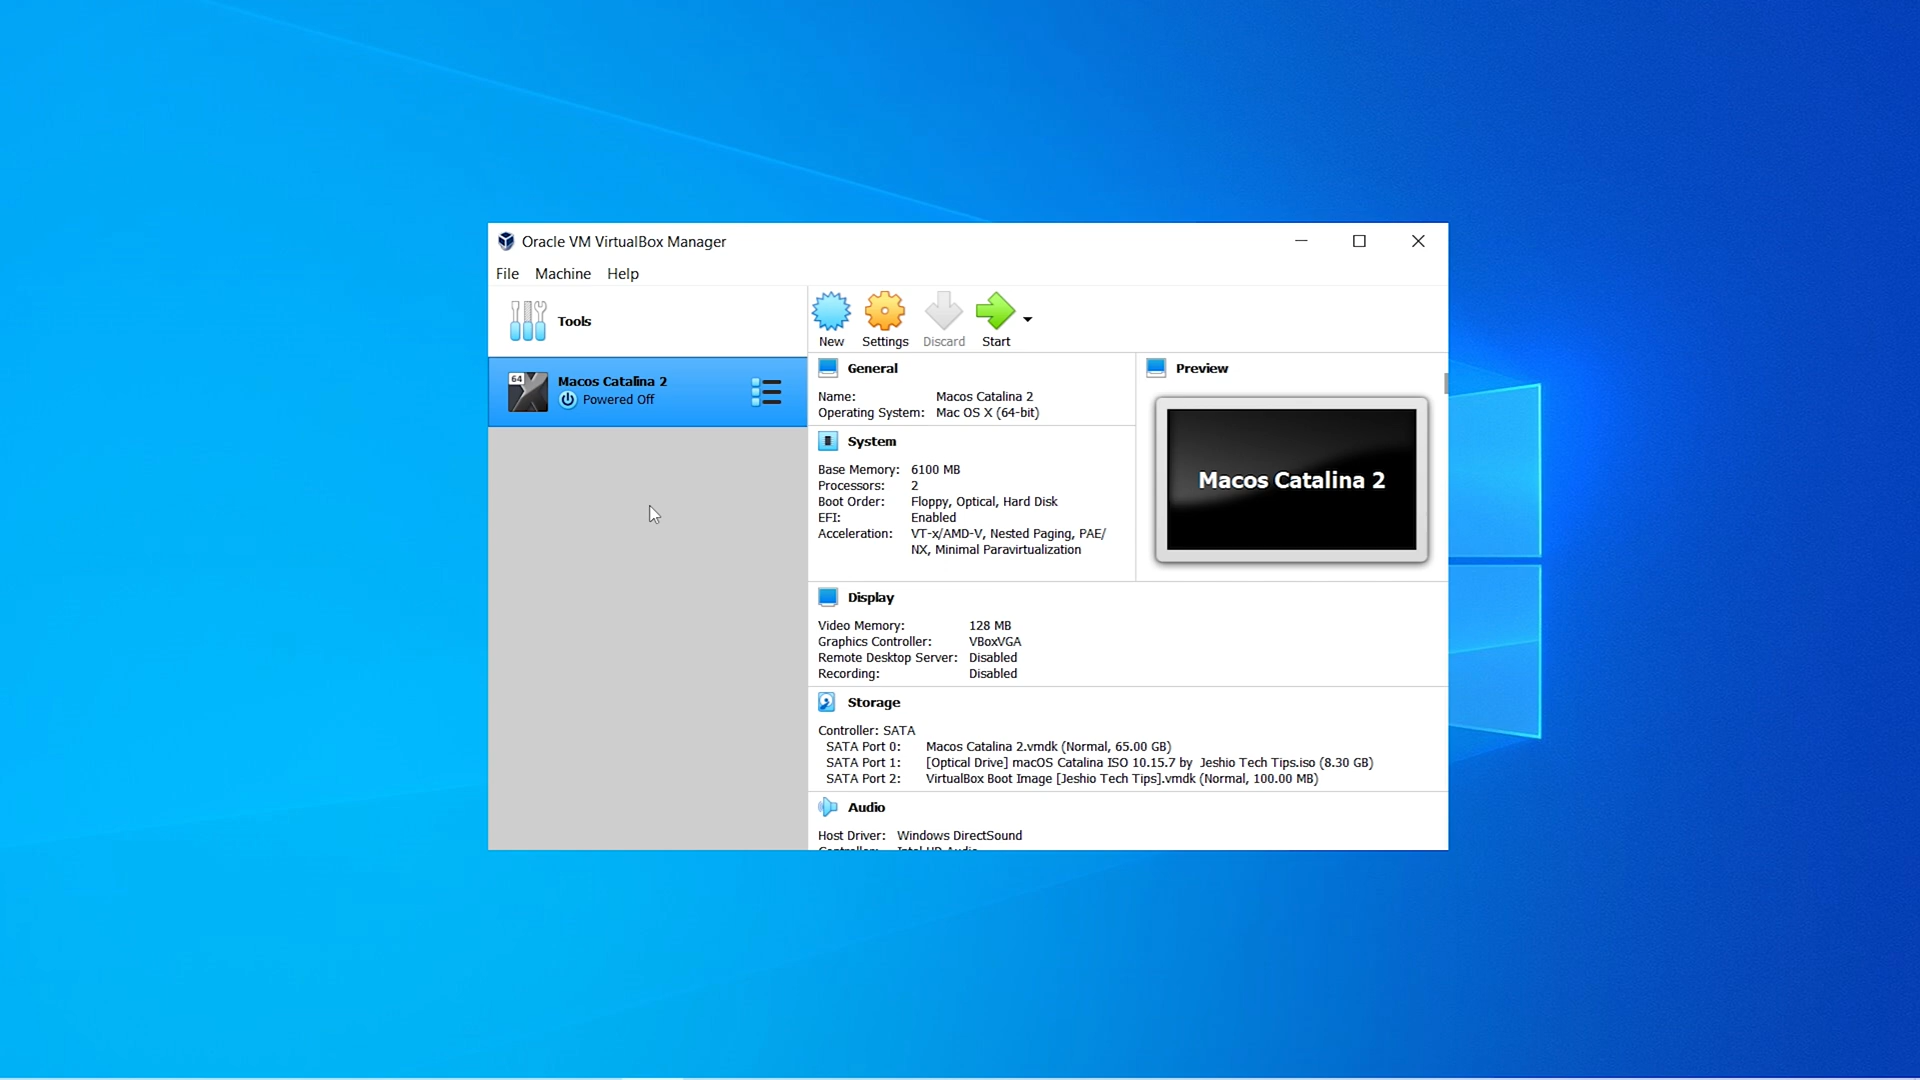 Oracle VM VirtualBox Manager
File Machine Help
Tools
New Settings Discard Start
64
Macos Catalina 2
Powered Off
General
Name: Macos Catalina 2
Operating System: Mac OS X (64-bit)
System
Base Memory: 6100 MB
Processors: 2
Boot Order: Floppy, Optical, Hard Disk
EFI: Enabled
Acceleration: VT-x/AMD-V, Nested Paging, PAE/
NX, Minimal Paravirtualization
Preview
Macos Catalina 2
Display
Video Memory: 128 MB
Graphics Controller: VBoxVGA
Remote Desktop Server: Disabled
Recording: Disabled
Storage
Controller: SATA
SATA Port 0: Macos Catalina 2.vmdk (Normal, 65.00 GB)
SATA Port 1: [Optical Drive] macOS Catalina ISO 10.15.7 by Jeshio Tech Tips.iso (8.30 GB)
SATA Port 2: VirtualBox Boot Image [Jeshio Tech Tips].vmdk (Normal, 100.00 MB)
Audio
Host Driver: Windows DirectSound
Controller: Intel HD Audio